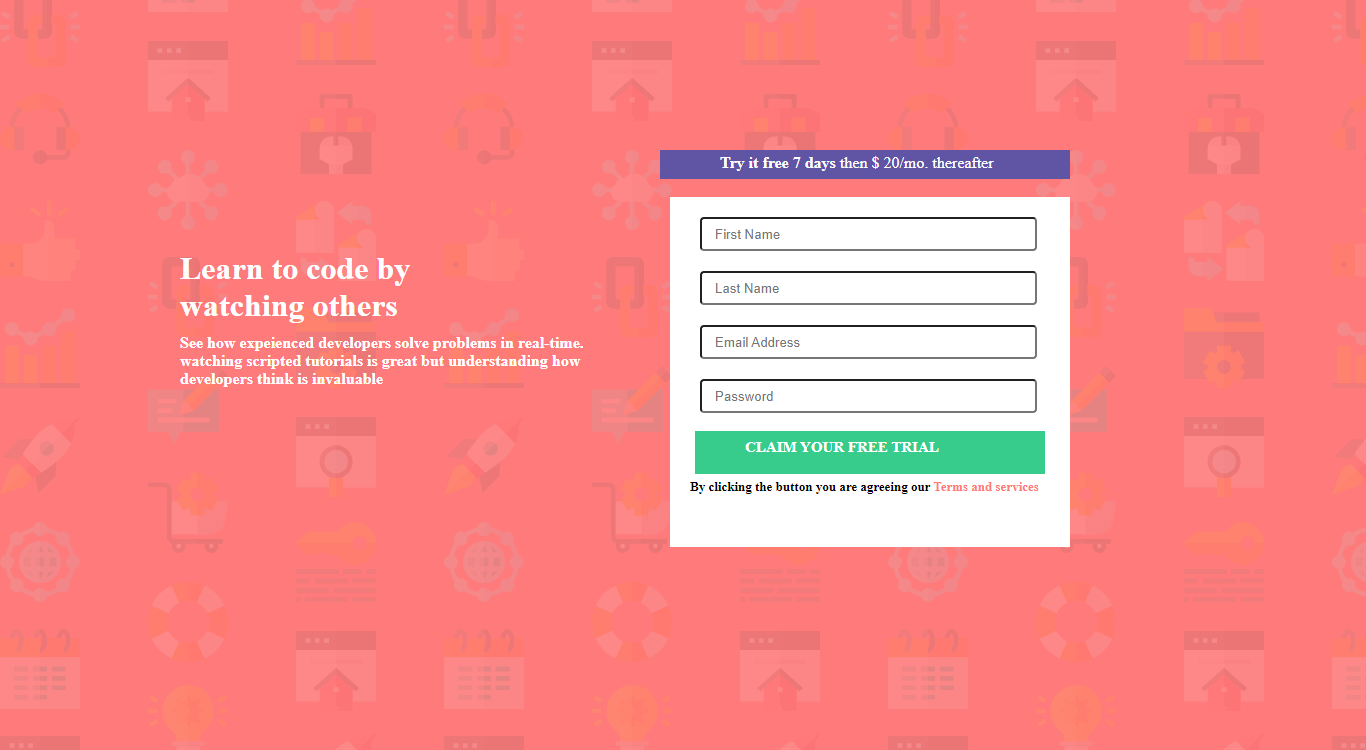 Learn to code by
watching others
See how expeienced developers solve problems in real-time.
watching scripted tutorials is great but understanding how
developers think is invaluable
Try it free 7 days then $ 20/mo. thereafter
First Name
Last Name
Email Address
Password
CLAIM YOUR FREE TRIAL
By clicking the button you are agreeing our Terms and services